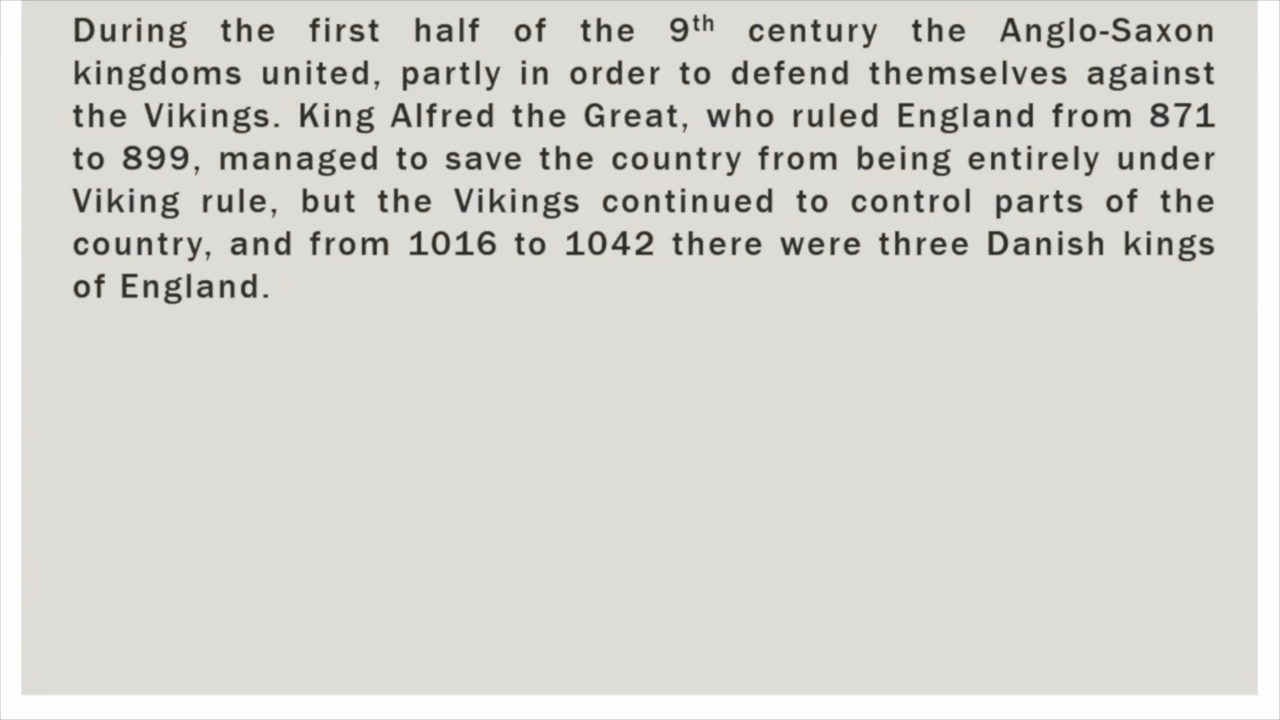 During the first half of the 9th century the Anglo-Saxon
kingdoms united, partly in order to defend themselves against
the Vikings. King Alfred the Great, who ruled England from 871
to 899, managed to save the country from being entirely under
Viking rule, but the Vikings continued to control parts of the
country, and from 1016 to 1042 there were three Danish kings
of England.